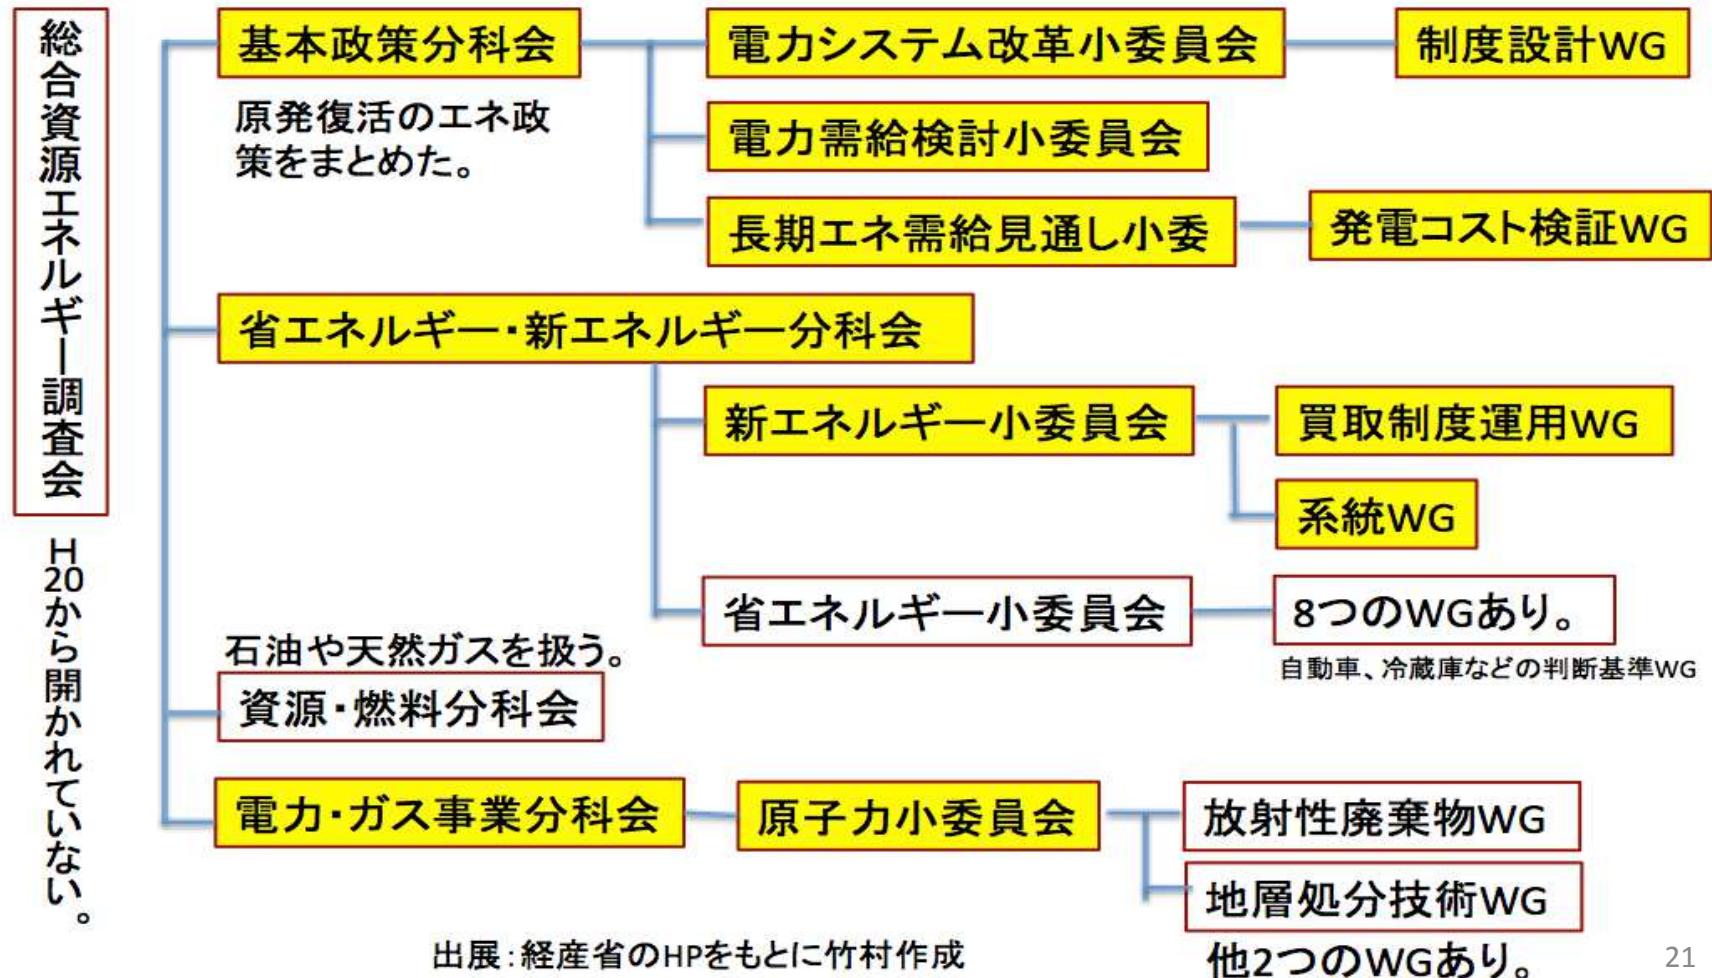 総合資源エネルギー調査会
H20から開かれていない。
基本政策分科会
原発復活のエネ政
策をまとめた。
電力システム改革小委員会
制度設計WG
電力需給検討小委員会
長期エネ需給見通し小委
発電コスト検証WG
省エネルギー・新エネルギー分科会
新エネルギー小委員会
買取制度運用WG
系統WG
省エネルギー小委員会
8つのWGあり。
自動車、冷蔵庫などの判断基準WG
石油や天然ガスを扱う。
資源・燃料分科会
電力・ガス事業分科会
原子力小委員会
放射性廃棄物WG
地層処分技術WG
他2つのWGあり。
出展：経産省のHPをもとに竹村作成
21